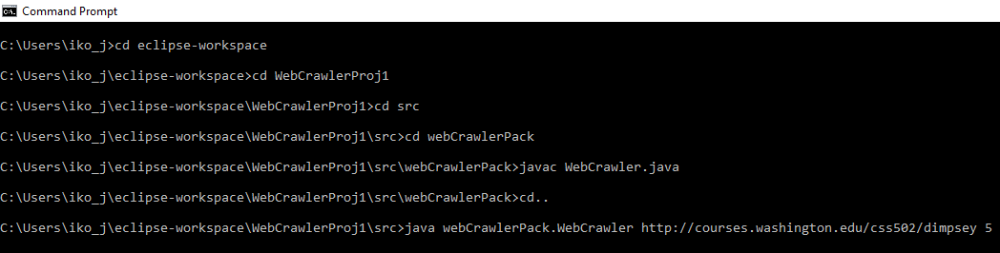 Command Prompt
C:\Users\iko_j>cd eclipse-workspace
C:\Users\iko_j\eclipse-workspace>cd WebCrawlerProj1
C:\Users\iko_j\eclipse-workspace\WebCrawlerProj1>cd src
C:\Users\iko_j\eclipse-workspace\WebCrawlerProj1\src>cd webCrawlerPack
C:\Users\iko_j\eclipse-workspace\WebCrawlerProj1\src\webCrawlerPack>javac WebCrawler.java
C:\Users\iko_j\eclipse-workspace\WebCrawlerProj1\src\webCrawlerPack>cd..
C:\Users\iko_j\eclipse-workspace\WebCrawlerProj1\src>java webCrawlerPack.WebCrawler http://courses.washington.edu/css502/dimpsey 5